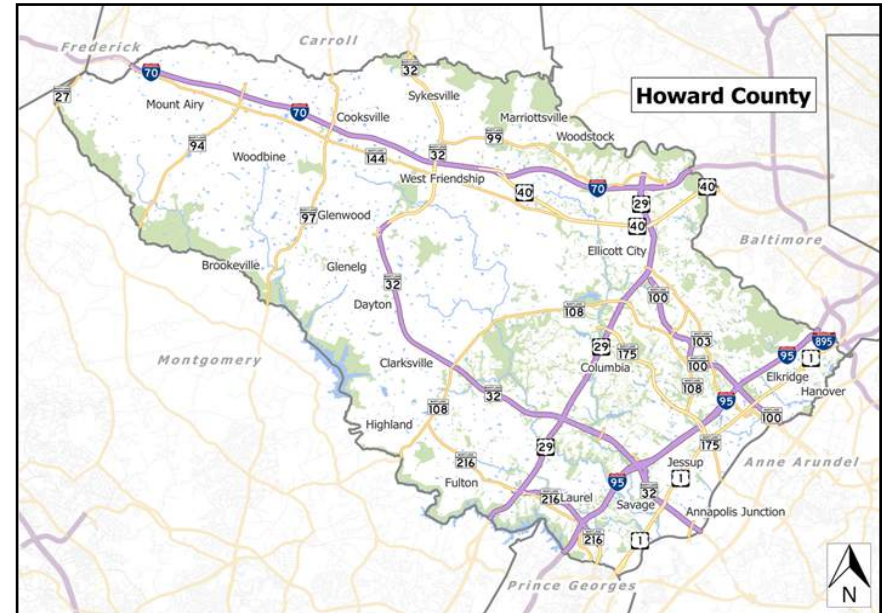 Frederick
Carroll
32
70
27
Mount Airy
70
Sykesville
Howard County
Cooksville
Marriottsville
94
Woodbine
144
32
99
Woodstock
West Friendship
40
70
40
29
97
Glenwood
40
Baltimore
Ellicott City
Brookeville
Glenelg
32
100
Dayton
108
103
895
Montgomery
29
175
95
1
Clarksville
Columbia
100
Elkridge
32
108
Hanover
108
95
100
Highland
29
175
216
Jessup
Anne Arundel
Fulton
95
1
216
Laurel
Savage
32
Annapolis Junction
216
1
Prince Georges
N